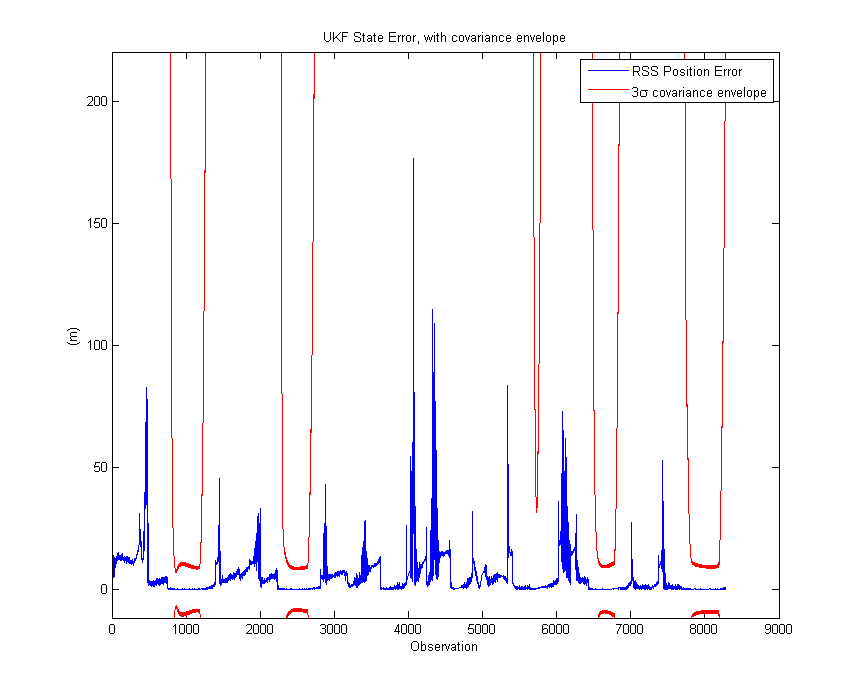 UKF State Error, with covariance envelope
RSS Position Error
3σ covariance envelope
200
150
100
50
0
(m)
0 1000 2000 3000 4000 5000 6000 7000 8000 9000
Observation